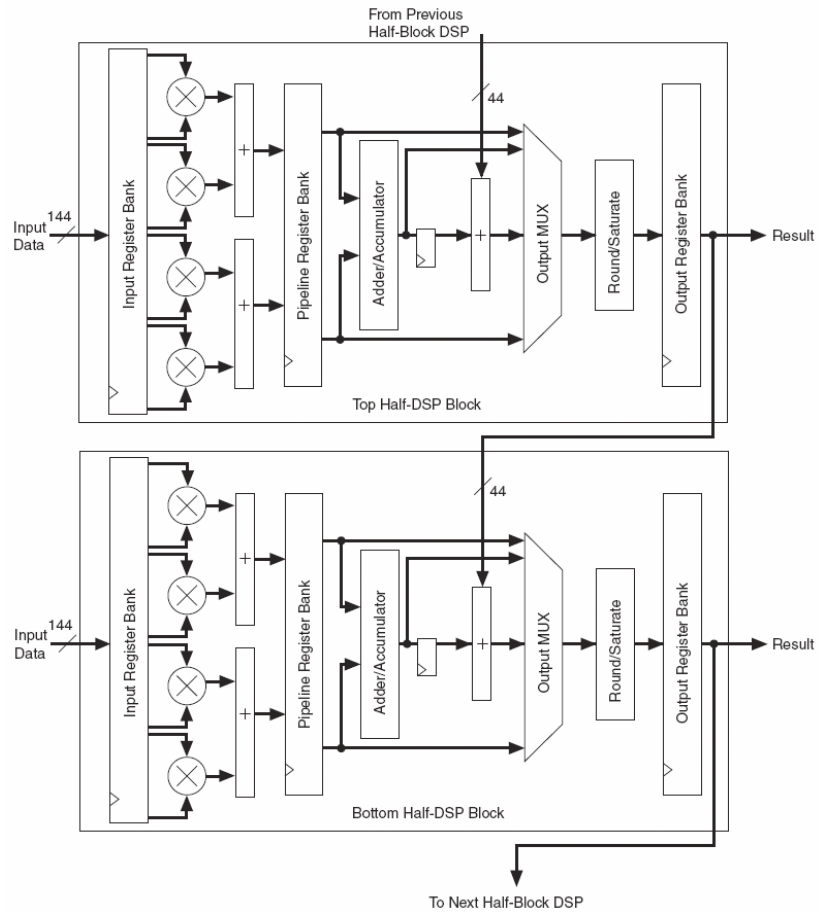 From Previous
Half-Block DSP
44
144
Input
Data
Input Register Bank
+
+
Pipeline Register Bank
Adder/Accumulator
+
Output MUX
Round/Saturate
Output Register Bank
Result
Top Half-DSP Block
44
144
Input
Data
Input Register Bank
+
+
Pipeline Register Bank
Adder/Accumulator
+
Output MUX
Round/Saturate
Output Register Bank
Result
Bottom Half-DSP Block
To Next Half-Block DSP